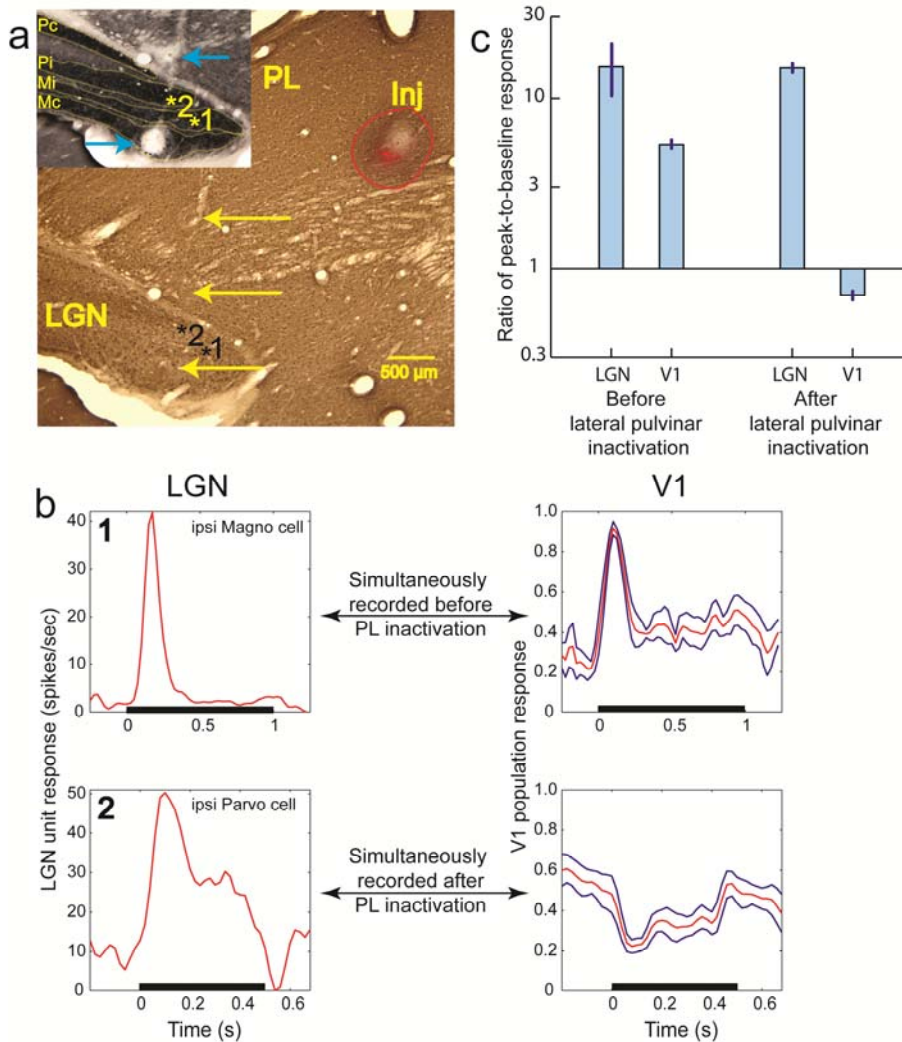 a
Pc
Pi
Mi
Mc
*2
*1
PL
Inj
LGN
*2
*1
500 µm
c
Ratio of peak-to-baseline response
30
10
3
1
0.3
LGN V1 LGN V1
Before lateral pulvinar inactivation
After lateral pulvinar inactivation
b
LGN
V1
1
ipsi Magno cell
LGN unit response (spikes/sec)
40
30
20
10
0
0 0.5 1
Simultaneously
recorded before
PL inactivation
V1 population response
1.0
0.8
0.6
0.4
0.2
0
0 0.5 1
2
ipsi Parvo cell
50
40
30
20
10
0
0 0.2 0.4 0.6
Time (s)
Simultaneously
recorded after
PL inactivation
1.0
0.8
0.6
0.4
0.2
0
0 0.2 0.4 0.6
Time (s)